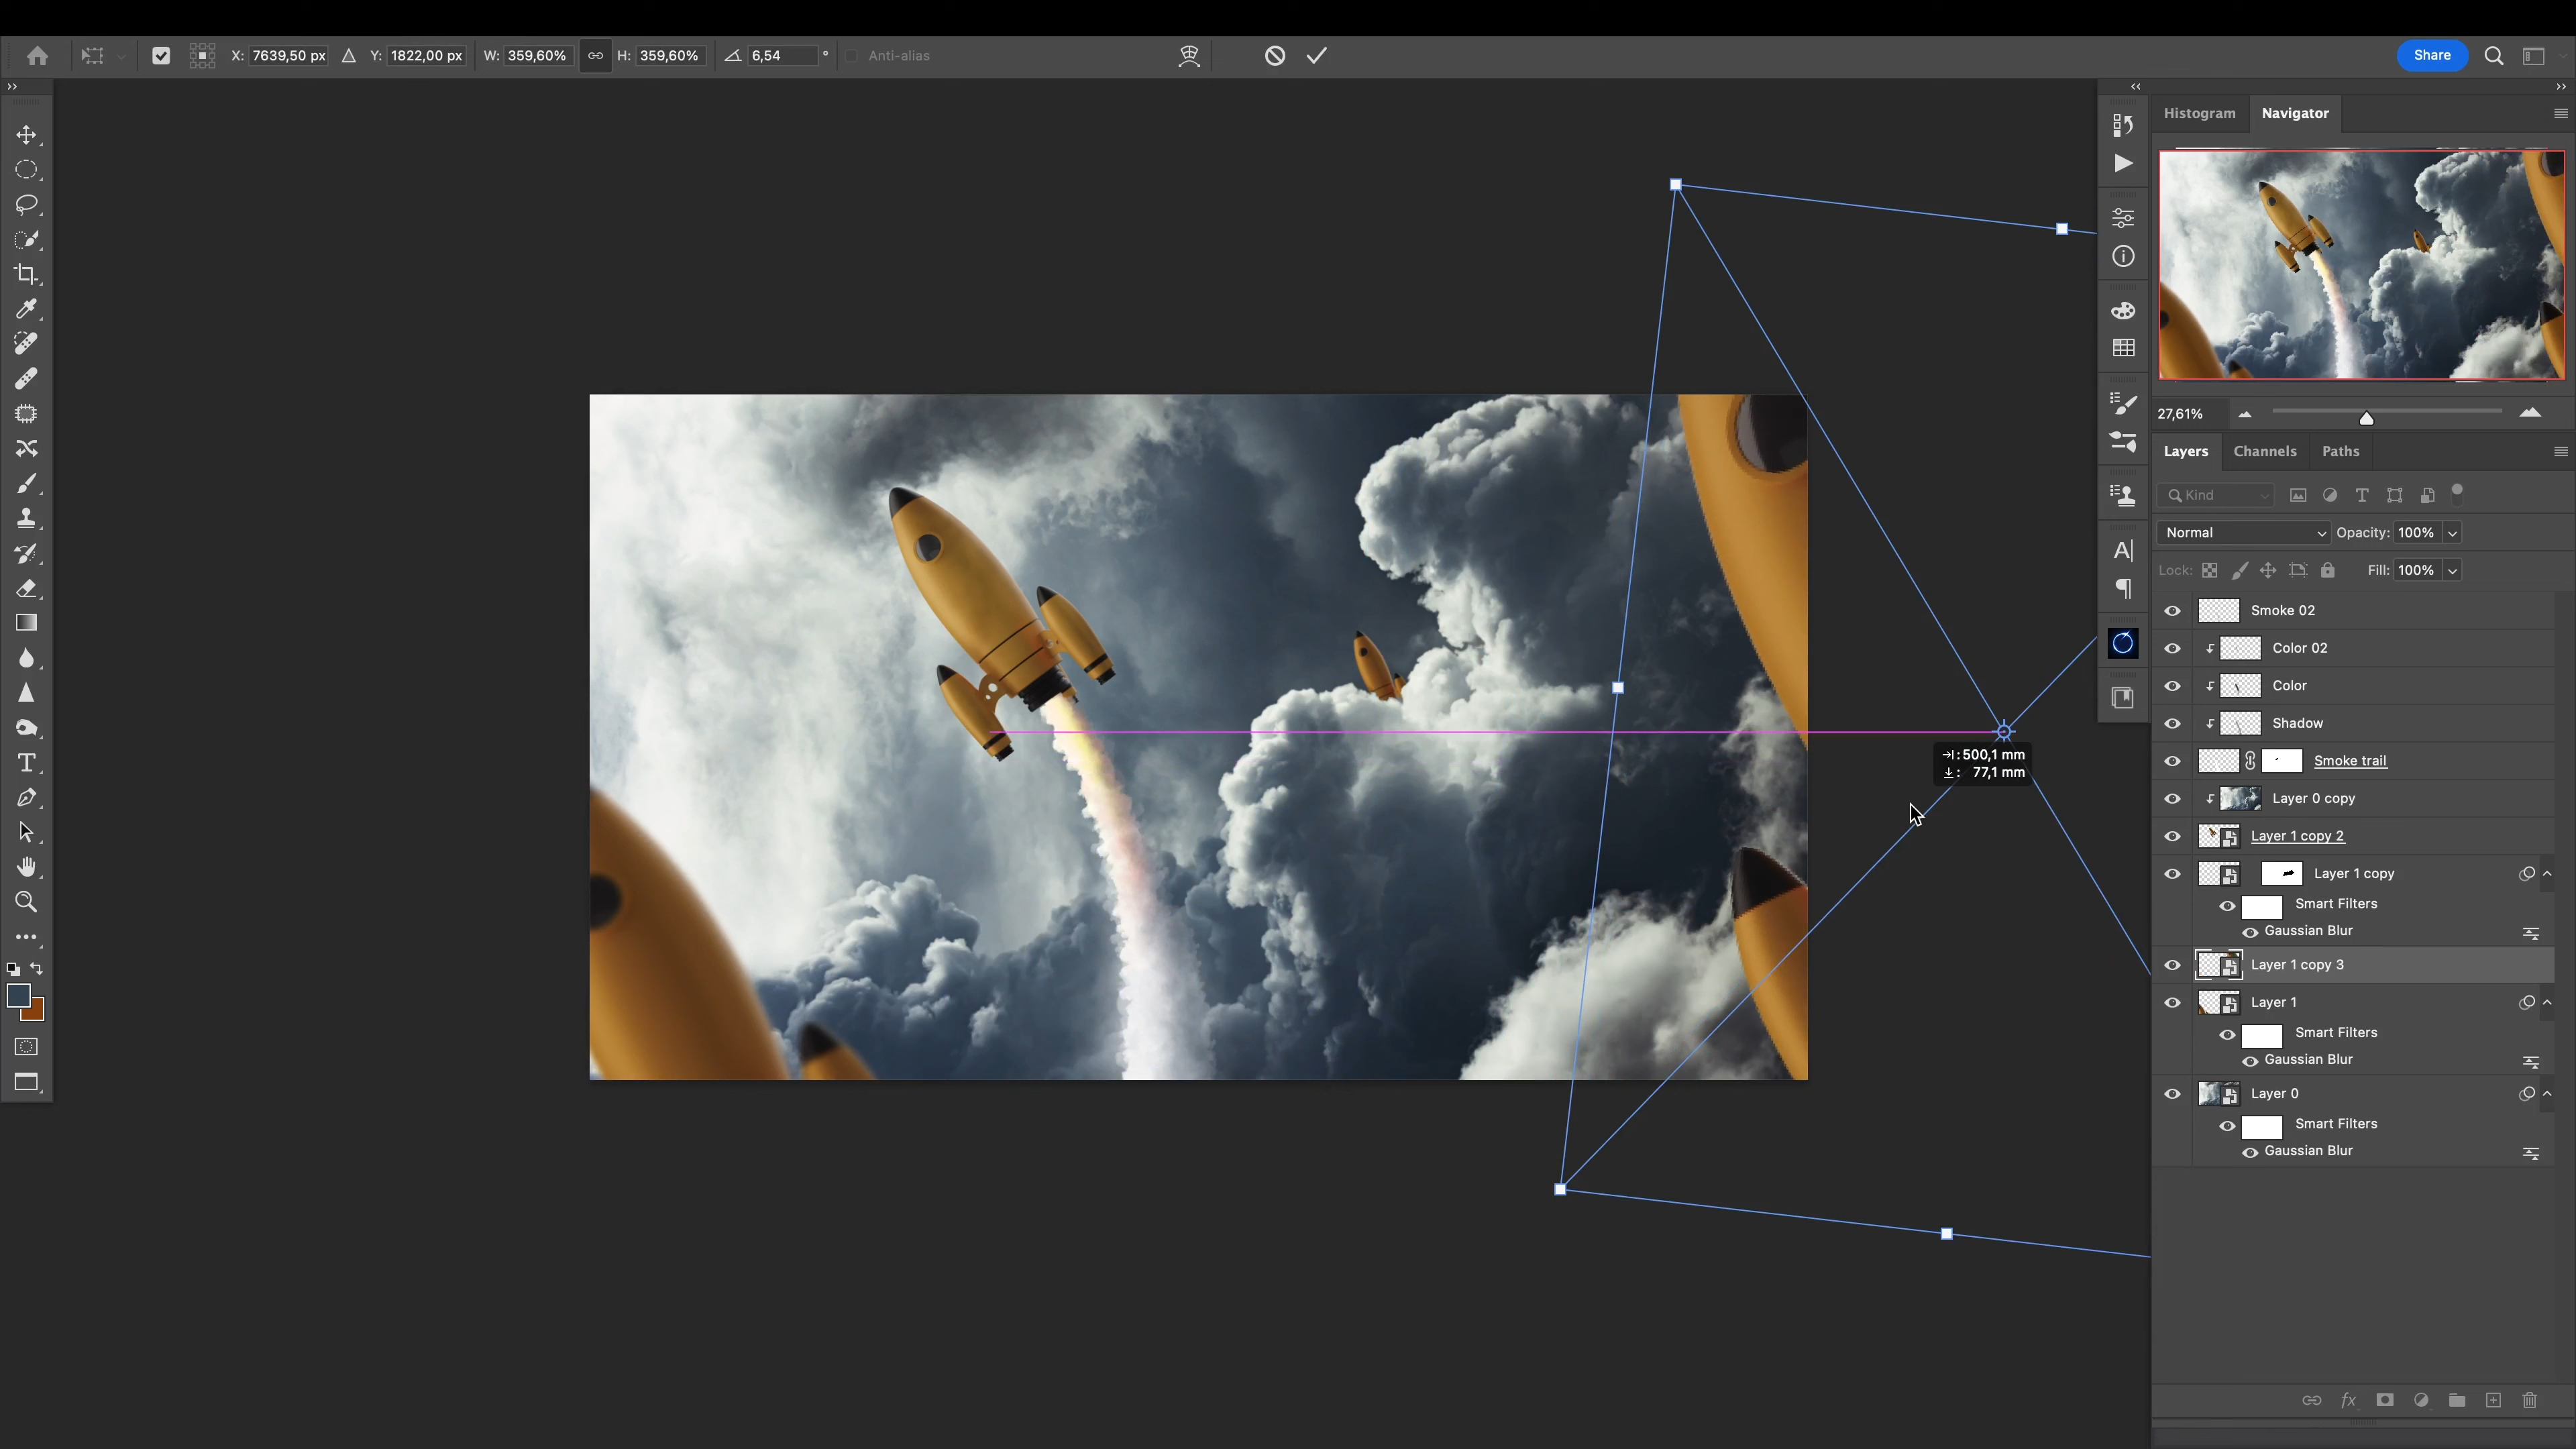 X: 7639,50 px Y: 1822,00 px W: 359,60% H: 359,60% 6,54 ° Anti-alias Share
Histogram Navigator
27,61%
Layers Channels Paths
Kind
Normal Opacity: 100%
Lock: Fill: 100%
Smoke 02
Color 02
Color
Shadow
Smoke trail
Layer 0 copy
Layer 1 copy 2
Layer 1 copy
Smart Filters
Gaussian Blur
Layer 1 copy 3
Layer 1
Smart Filters
Gaussian Blur
Layer 0
Smart Filters
Gaussian Blur
: 500,1 mm
: 77,1 mm